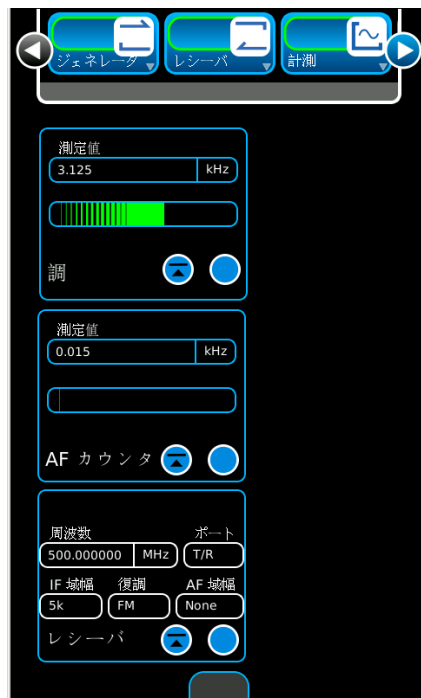 ジェネレータ レシーバ 計測
測定値
3.125 kHz
調
測定値
0.015 kHz
AF カウンタ
周波数 ポート
500.000000 MHz T/R
IF 域幅 復調 AF 域幅
5k FM None
レシーバ